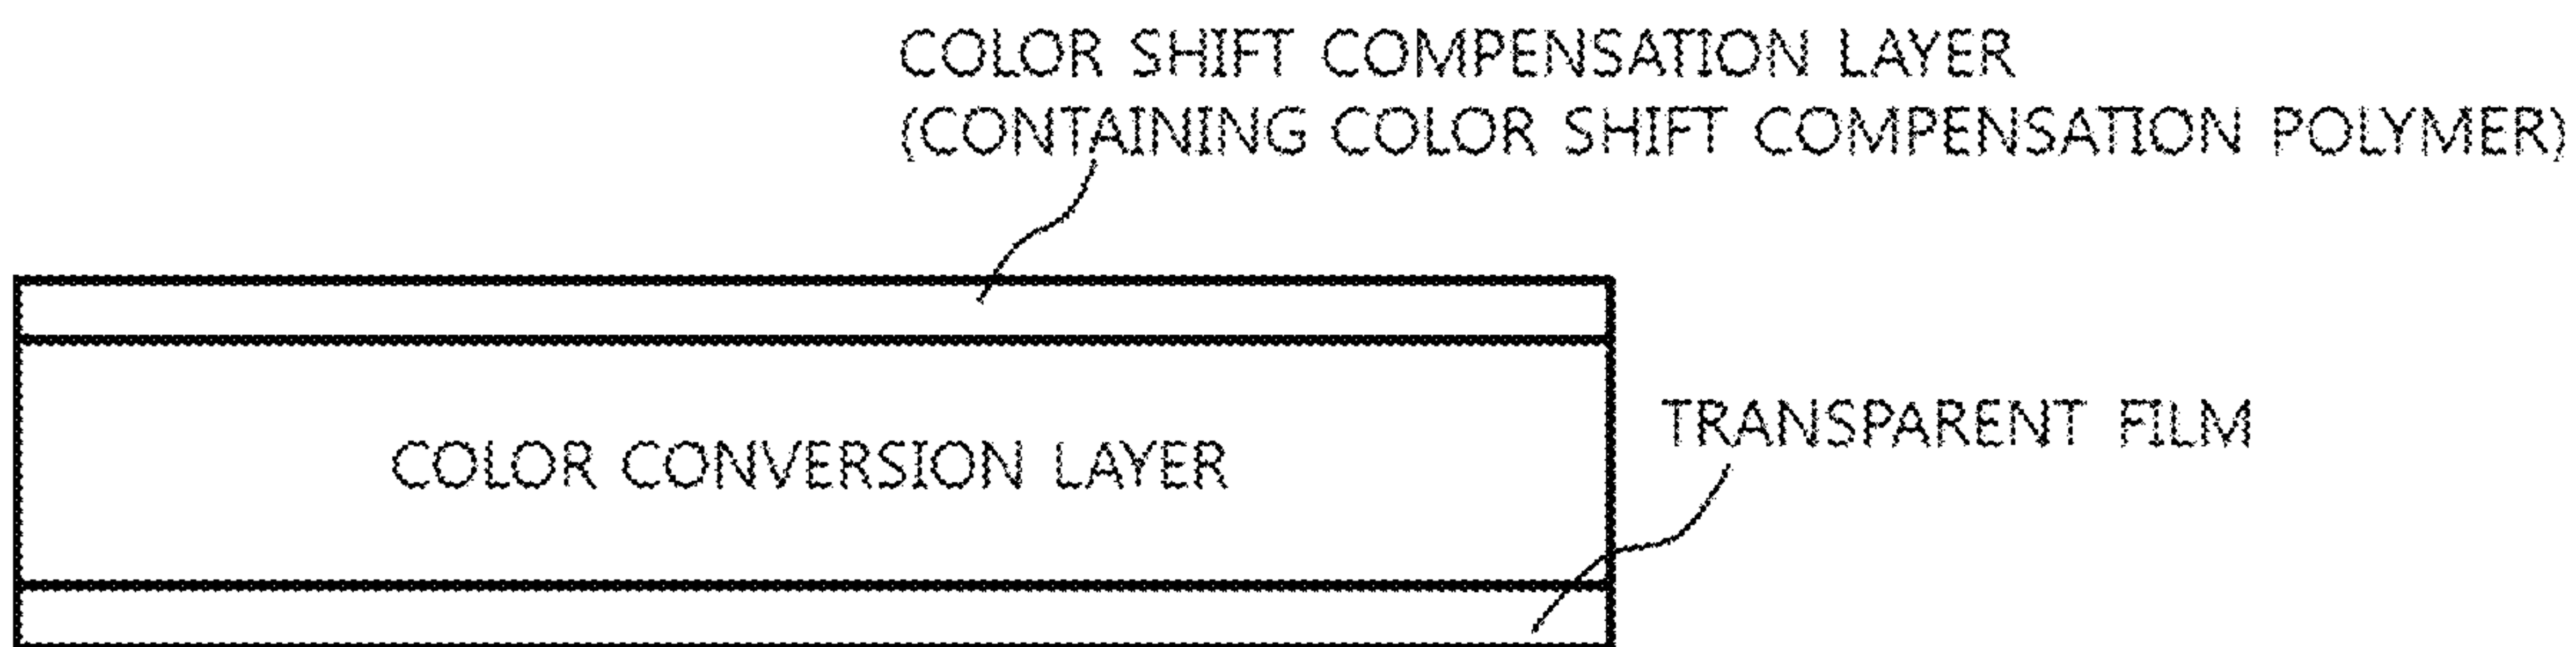 COLOR SHIFT COMPENSATION LAYER
(CONTAINING COLOR SHIFT COMPENSATION POLYMER)
COLOR CONVERSION LAYER
TRANSPARENT FILM